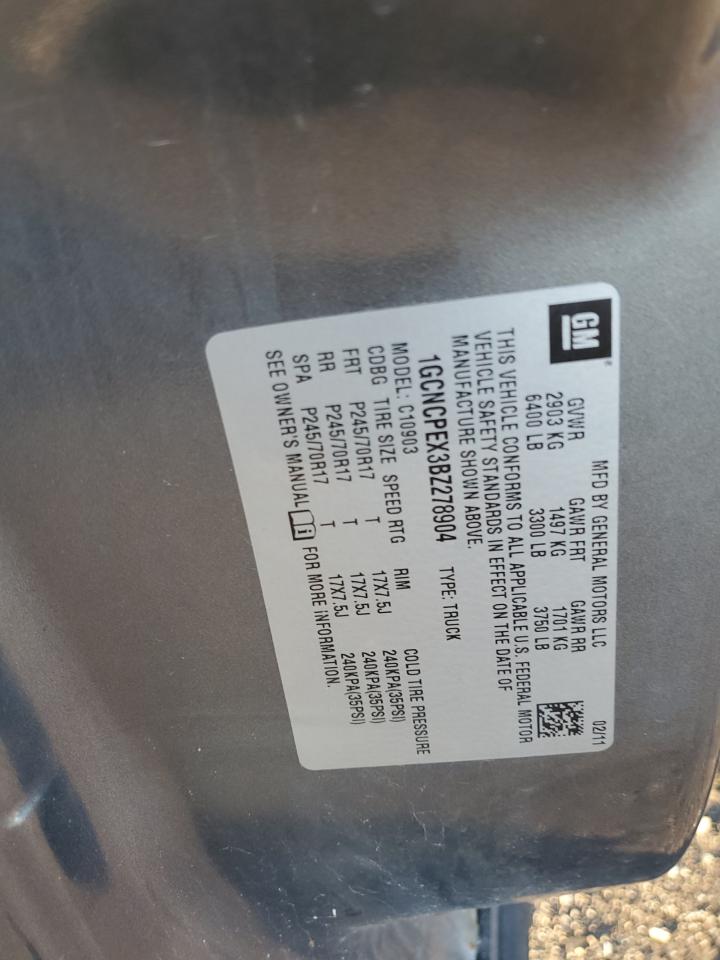 GM
MFD BY GENERAL MOTORS LLC 02/11
GVWR GAWR FRT GAWR RR
2903 KG 1497 KG 1701 KG
6400 LB 3300 LB 3750 LB
THIS VEHICLE CONFORMS TO ALL APPLICABLE U.S. FEDERAL MOTOR
VEHICLE SAFETY STANDARDS IN EFFECT ON THE DATE OF
MANUFACTURE SHOWN ABOVE.
1GCNCPEX3BZ278904 TYPE: TRUCK
MODEL: C10903
CDBG TIRE SIZE SPEED RTG RIM COLD TIRE PRESSURE
FRT P245/70R17 T 17X7.5J 240KPA(35PSI)
RR P245/70R17 T 17X7.5J 240KPA(35PSI)
SPA P245/70R17 T 17X7.5J 240KPA(35PSI)
SEE OWNER'S MANUAL FOR MORE INFORMATION.